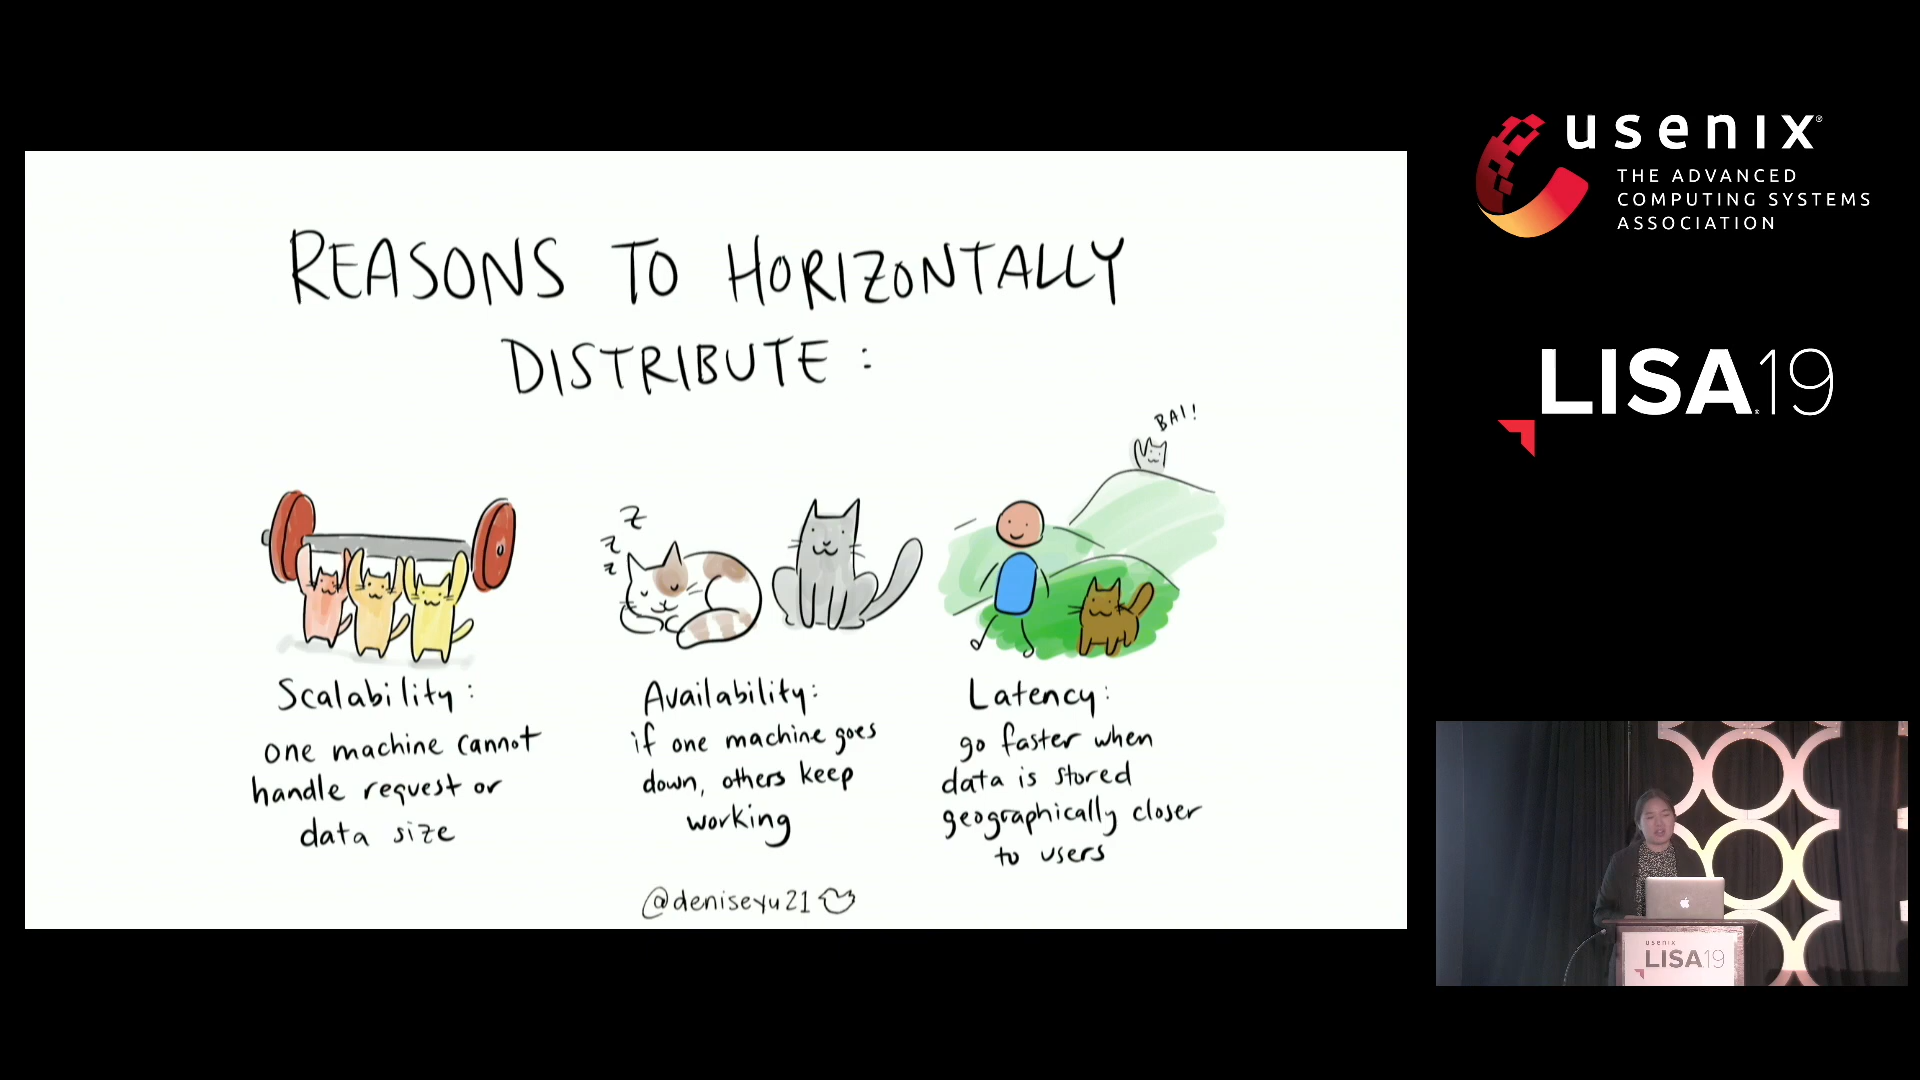 REASONS TO HORIZONTALLY
DISTRIBUTE:
BAI!
z
z
z
Scalability:
one machine cannot
handle request or
data size
Availability:
if one machine goes
down, others keep
working
Latency:
go faster when
data is stored
geographically closer
to users
@deniseyu21
usenix®
THE ADVANCED
COMPUTING SYSTEMS
ASSOCIATION
LISA®19
usenix
LISA19